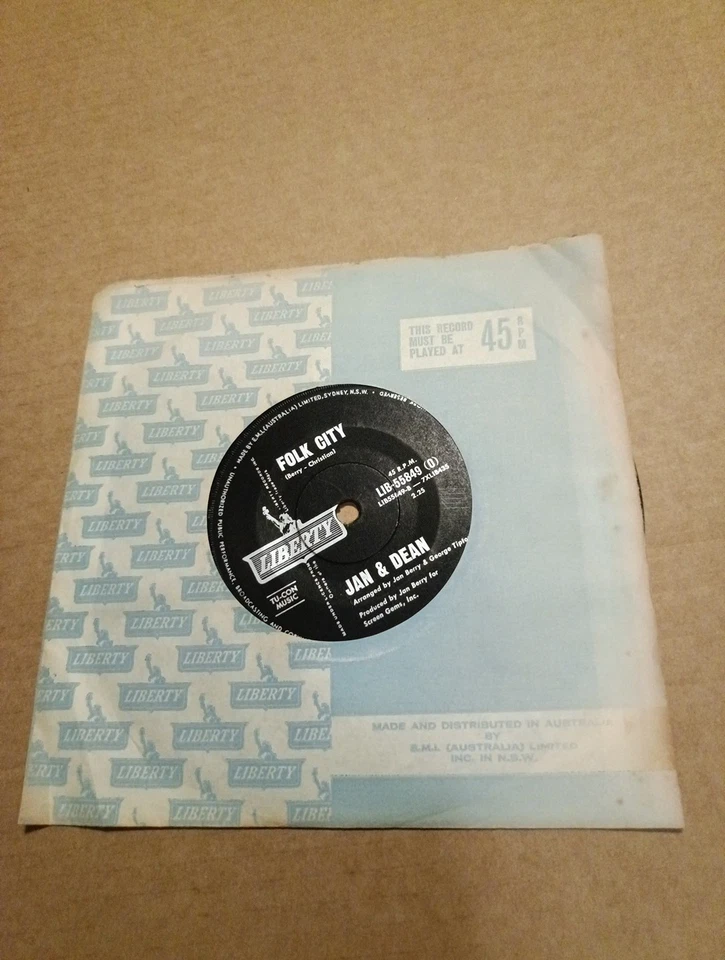 LIBERTY
THIS RECORD
MUST BE
PLAYED AT
45 RPM
MADE BY E.M.I. (AUSTRALIA) LIMITED, SYDNEY, N.S.W. •
UNAUTHORIZED PUBLIC PERFORMANCE, BROADCASTING AND
FOLK CITY
(Berry - Christian)
45 R.P.M.
LIB-55849 (O)
LIB55849-B — 7XLIB425
2.25
LIBERTY
TU-CON
MUSIC
JAN & DEAN
Arranged by Jan Berry & George
Produced by Jan Berry for
Screen Gems, Inc.
MADE AND DISTRIBUTED IN AUSTRALIA
BY
E.M.I. (AUSTRALIA) LIMITED
INC. IN N.S.W.